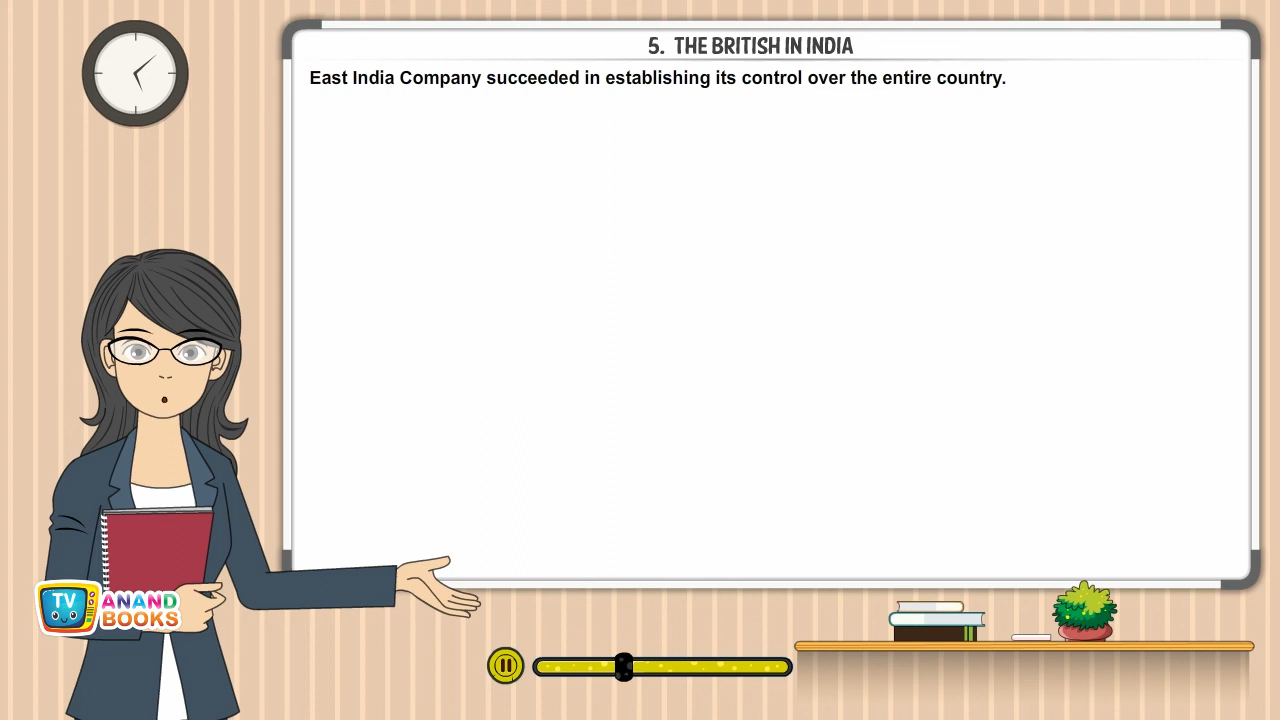 5. THE BRITISH IN INDIA
East India Company succeeded in establishing its control over the entire country.
TV
ANAND
BOOKS